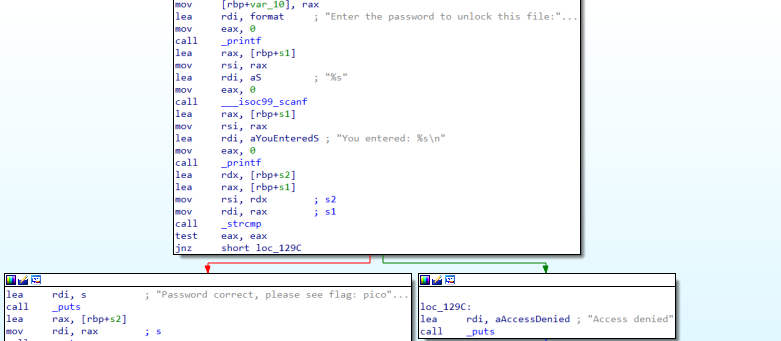 mov [rbp+var_10], rax
lea rdi, format ; "Enter the password to unlock this file:"...
mov eax, 0
call _printf
lea rax, [rbp+s1]
mov rsi, rax
lea rdi, aS ; "%s"
mov eax, 0
call ___isoc99_scanf
lea rax, [rbp+s1]
mov rsi, rax
lea rdi, aYouEnteredS ; "You entered: %s\n"
mov eax, 0
call _printf
lea rdx, [rbp+s2]
lea rax, [rbp+s1]
mov rsi, rdx ; s2
mov rdi, rax ; s1
call _strcmp
test eax, eax
jnz short loc_129C
lea rdi, s ; "Password correct, please see flag: pico"...
call _puts
lea rax, [rbp+s2]
mov rdi, rax ; s
loc_129C:
lea rdi, aAccessDenied ; "Access denied"
call _puts